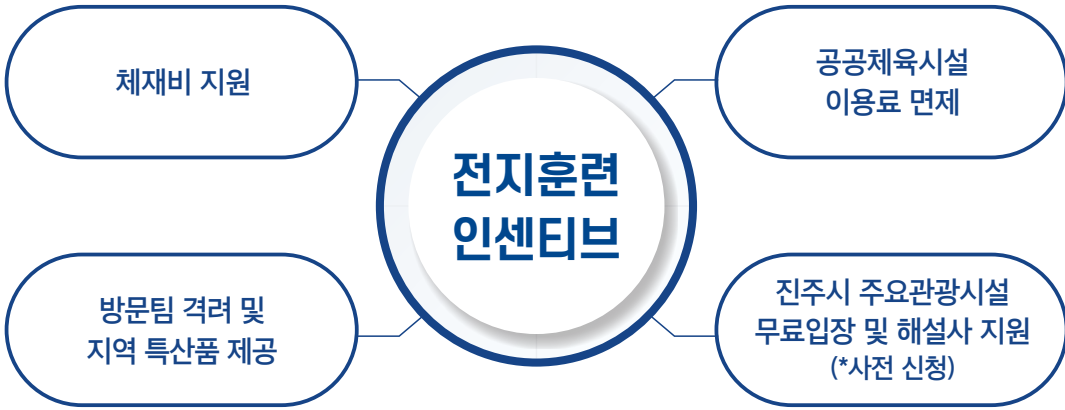 체재비 지원
공공체육시설
이용료 면제
전지훈련
인센티브
방문팀 격려 및
지역 특산품 제공
진주시 주요관광시설
무료입장 및 해설사 지원
(*사전 신청)